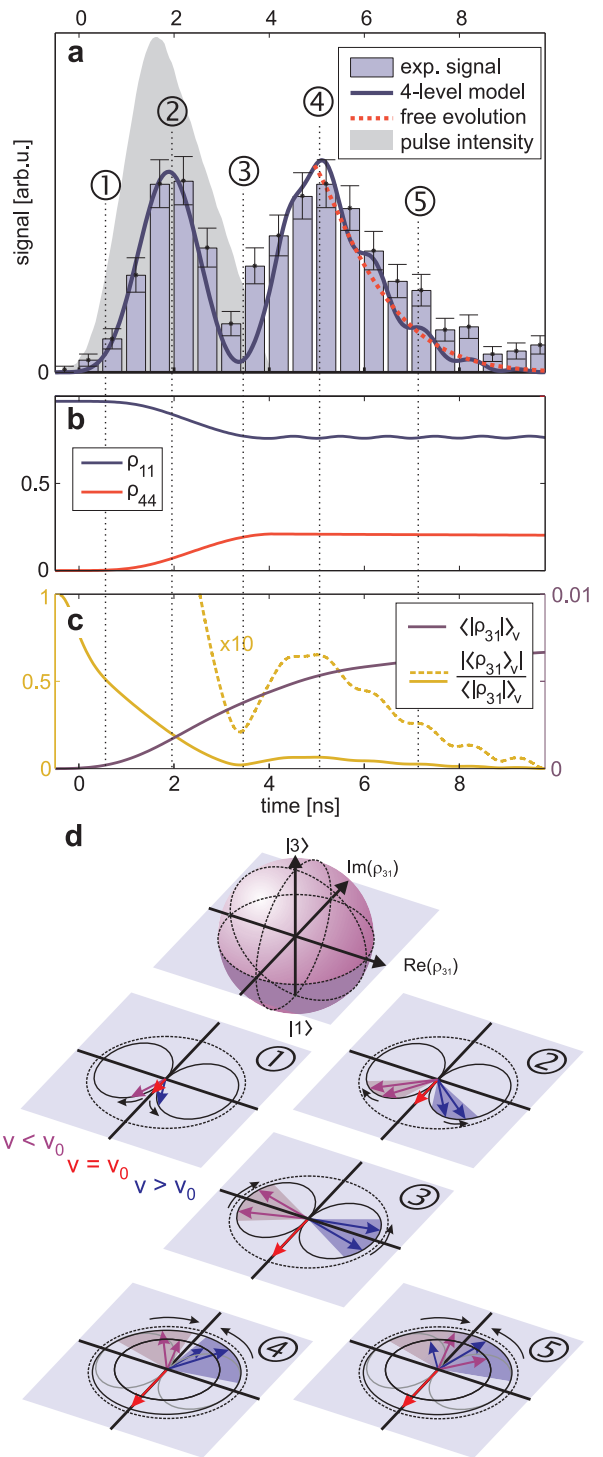 0 2 4 6 8
a
exp. signal
4-level model
free evolution
pulse intensity
① ② ③ ④ ⑤
signal [arb.u.]
0
b
ρ11
ρ44
0.5
0
c
1
0.5
0
x10
0.01
0
⟨|ρ31|⟩v
|⟨ρ31⟩v|
⟨|ρ31|⟩v
0 2 4 6 8
time [ns]
d
|3⟩
Im(ρ31)
Re(ρ31)
|1⟩
①
②
v < v0
v = v0
v > v0
③
④
⑤